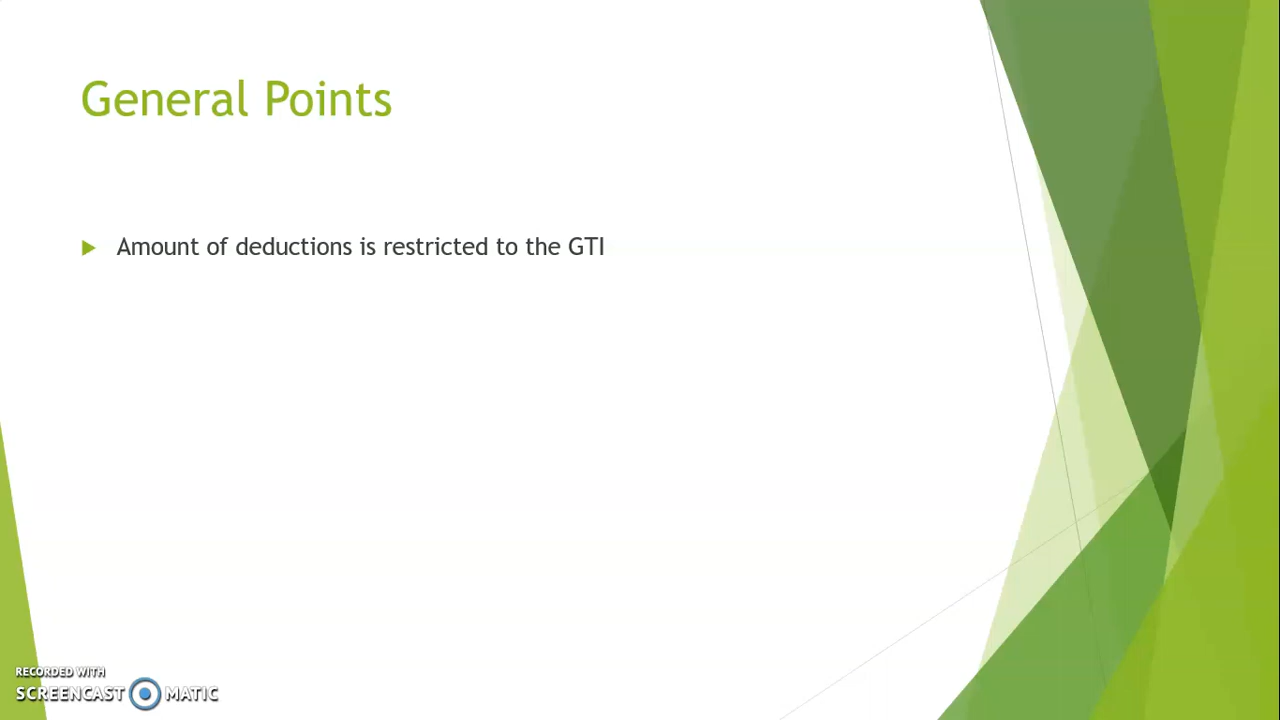 General Points
Amount of deductions is restricted to the GTI
RECORDED WITH
SCREENCAST MATIC